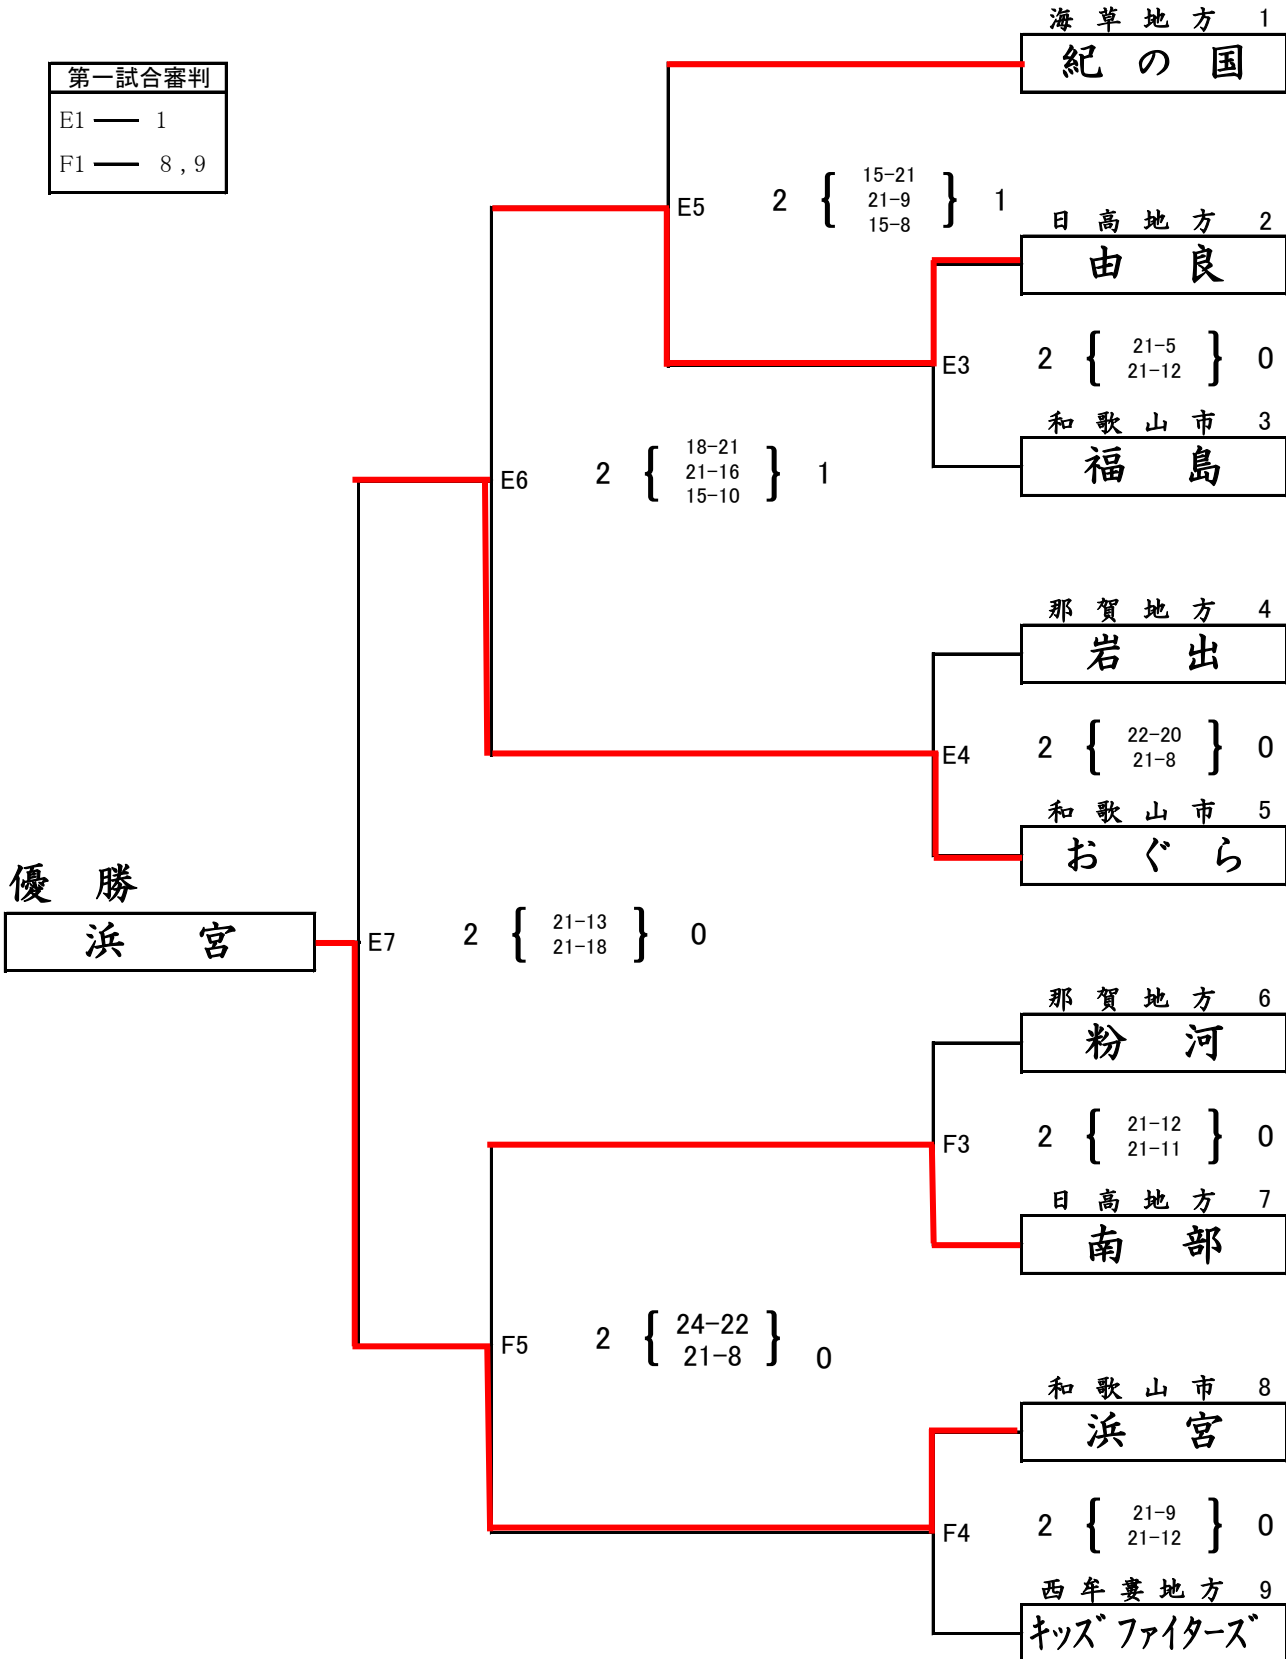 海草地方 1
紀の国
第一試合審判
E1 ── 1
F1 ── 8,9
E5 2 { 15-21 21-9 15-8 } 1
日高地方 2
由良
E3 2 { 21-5 21-12 } 0
和歌山市 3
福島
E6 2 { 18-21 21-16 15-10 } 1
那賀地方 4
岩出
E4 2 { 22-20 21-8 } 0
和歌山市 5
おぐら
優勝
浜宮
E7 2 { 21-13 21-18 } 0
那賀地方 6
粉河
F3 2 { 21-12 21-11 } 0
日高地方 7
南部
F5 2 { 24-22 21-8 } 0
和歌山市 8
浜宮
F4 2 { 21-9 21-12 } 0
西牟婁地方 9
キッズファイターズ